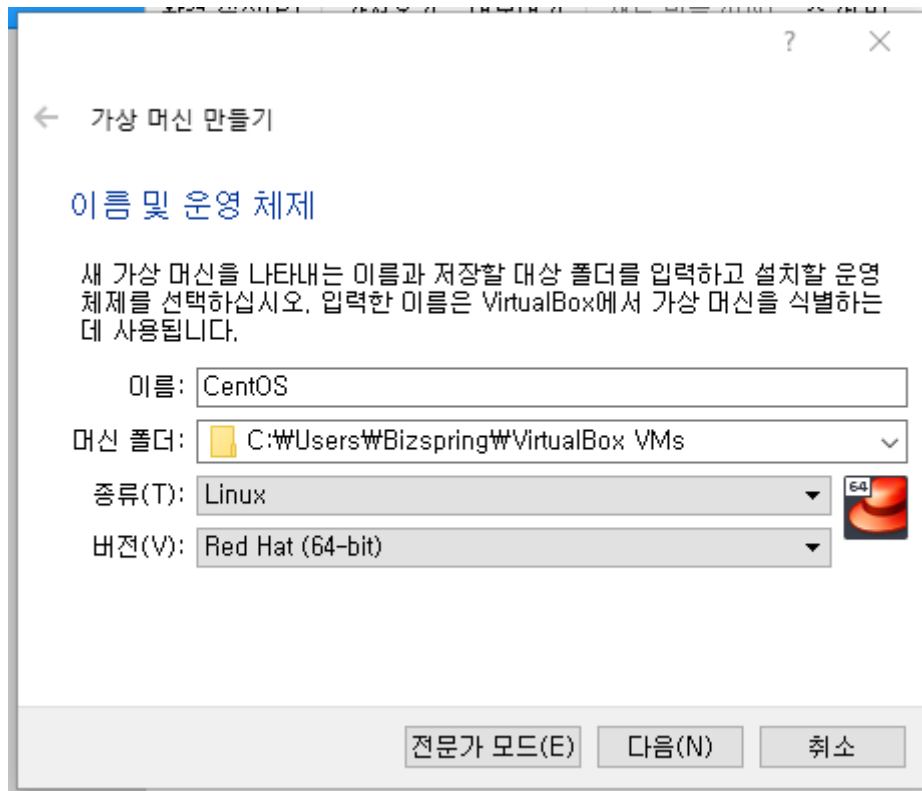 ?
가상 머신 만들기
이름 및 운영 체제
새 가상 머신을 나타내는 이름과 저장할 대상 폴더를 입력하고 설치할 운영
체제를 선택하십시오. 입력한 이름은 VirtualBox에서 가상 머신을 식별하는
데 사용됩니다.
이름: CentOS
머신 폴더: C:₩Users₩Bizspring₩VirtualBox VMs
종류(T): Linux
64
버전(V): Red Hat (64-bit)
전문가 모드(E) 다음(N) 취소